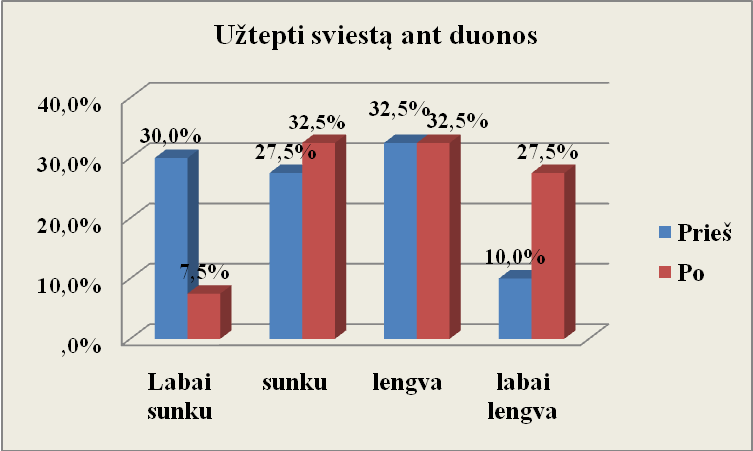 Užtepti sviestą ant duonos
40,0%
30,0%
20,0%
10,0%
,0%
30,0%
7,5%
27,5%
32,5%
32,5%
32,5%
10,0%
27,5%
Labai
sunku
sunku
lengva
labai
lengva
Prieš
Po